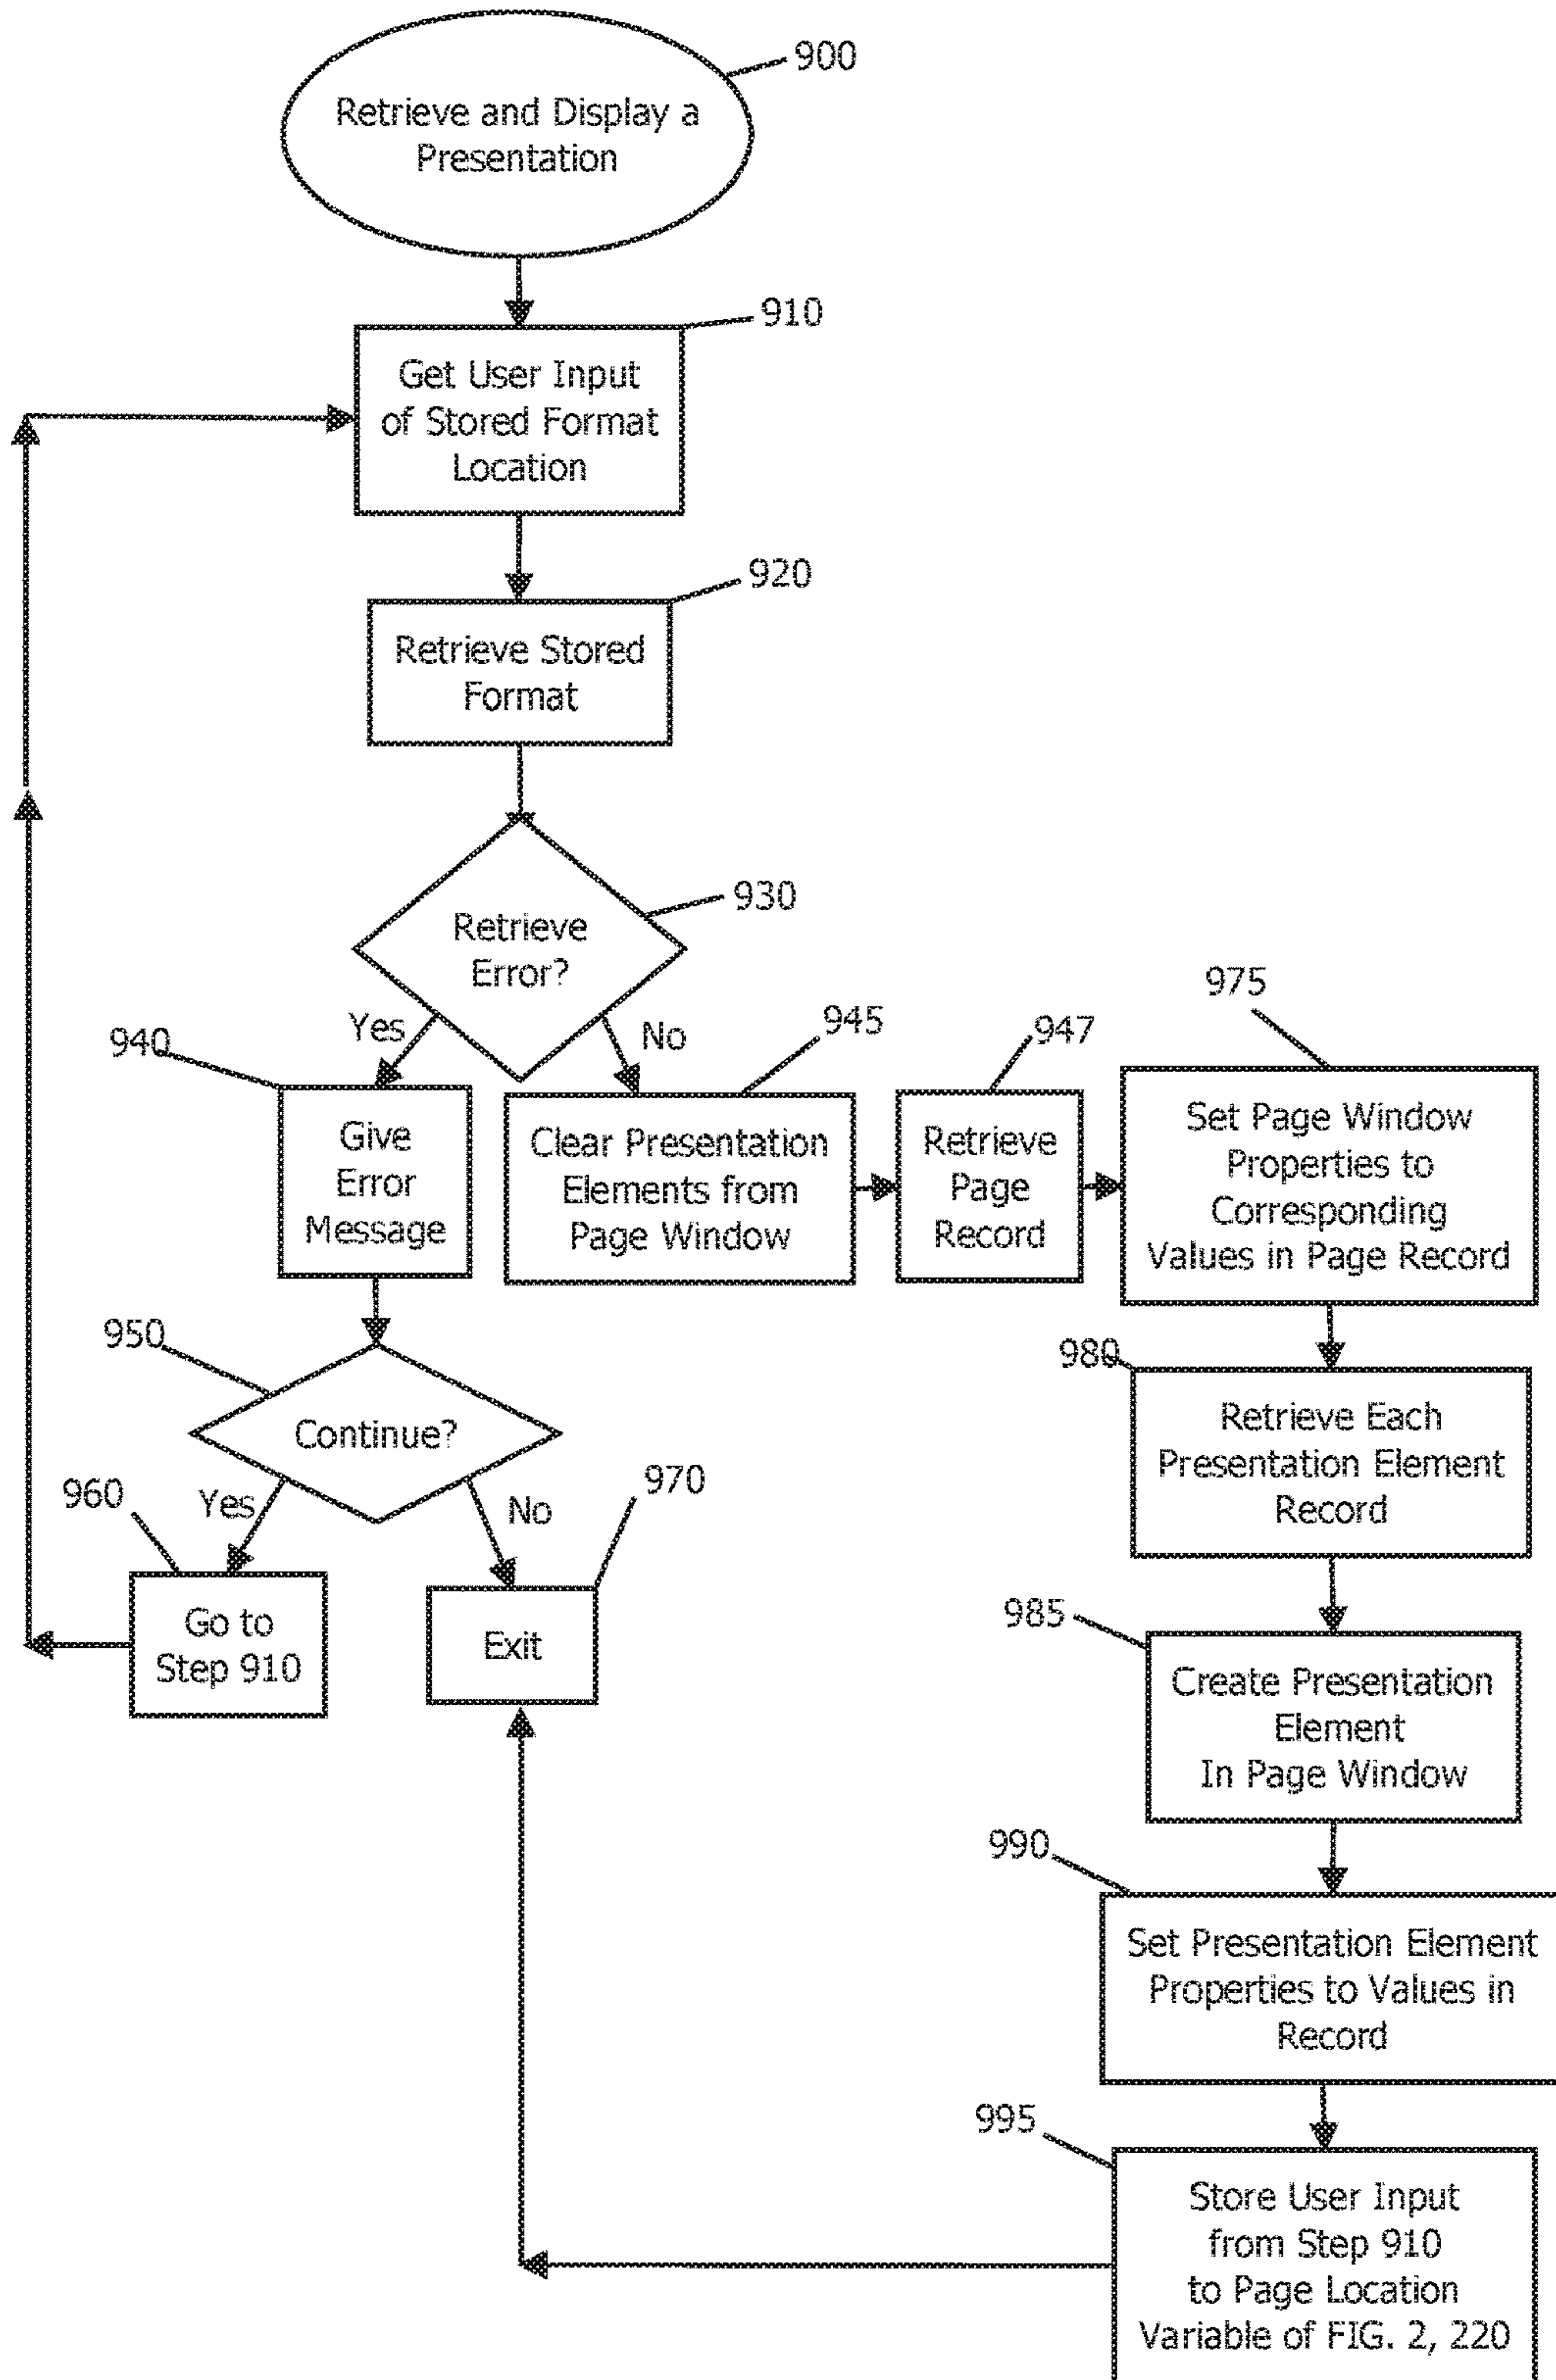 900
Retrieve and Display a
Presentation
910
Get User Input
of Stored Format
Location
920
Retrieve Stored
Format
930
Retrieve
Error?
Yes
No
940
Give
Error
Message
945
Clear Presentation
Elements from
Page Window
947
Retrieve
Page
Record
975
Set Page Window
Properties to
Corresponding
Values in Page Record
950
Continue?
Yes
No
960
Go to
Step 910
970
Exit
980
Retrieve Each
Presentation Element
Record
985
Create Presentation
Element
In Page Window
990
Set Presentation Element
Properties to Values in
Record
995
Store User Input
from Step 910
to Page Location
Variable of FIG. 2, 220